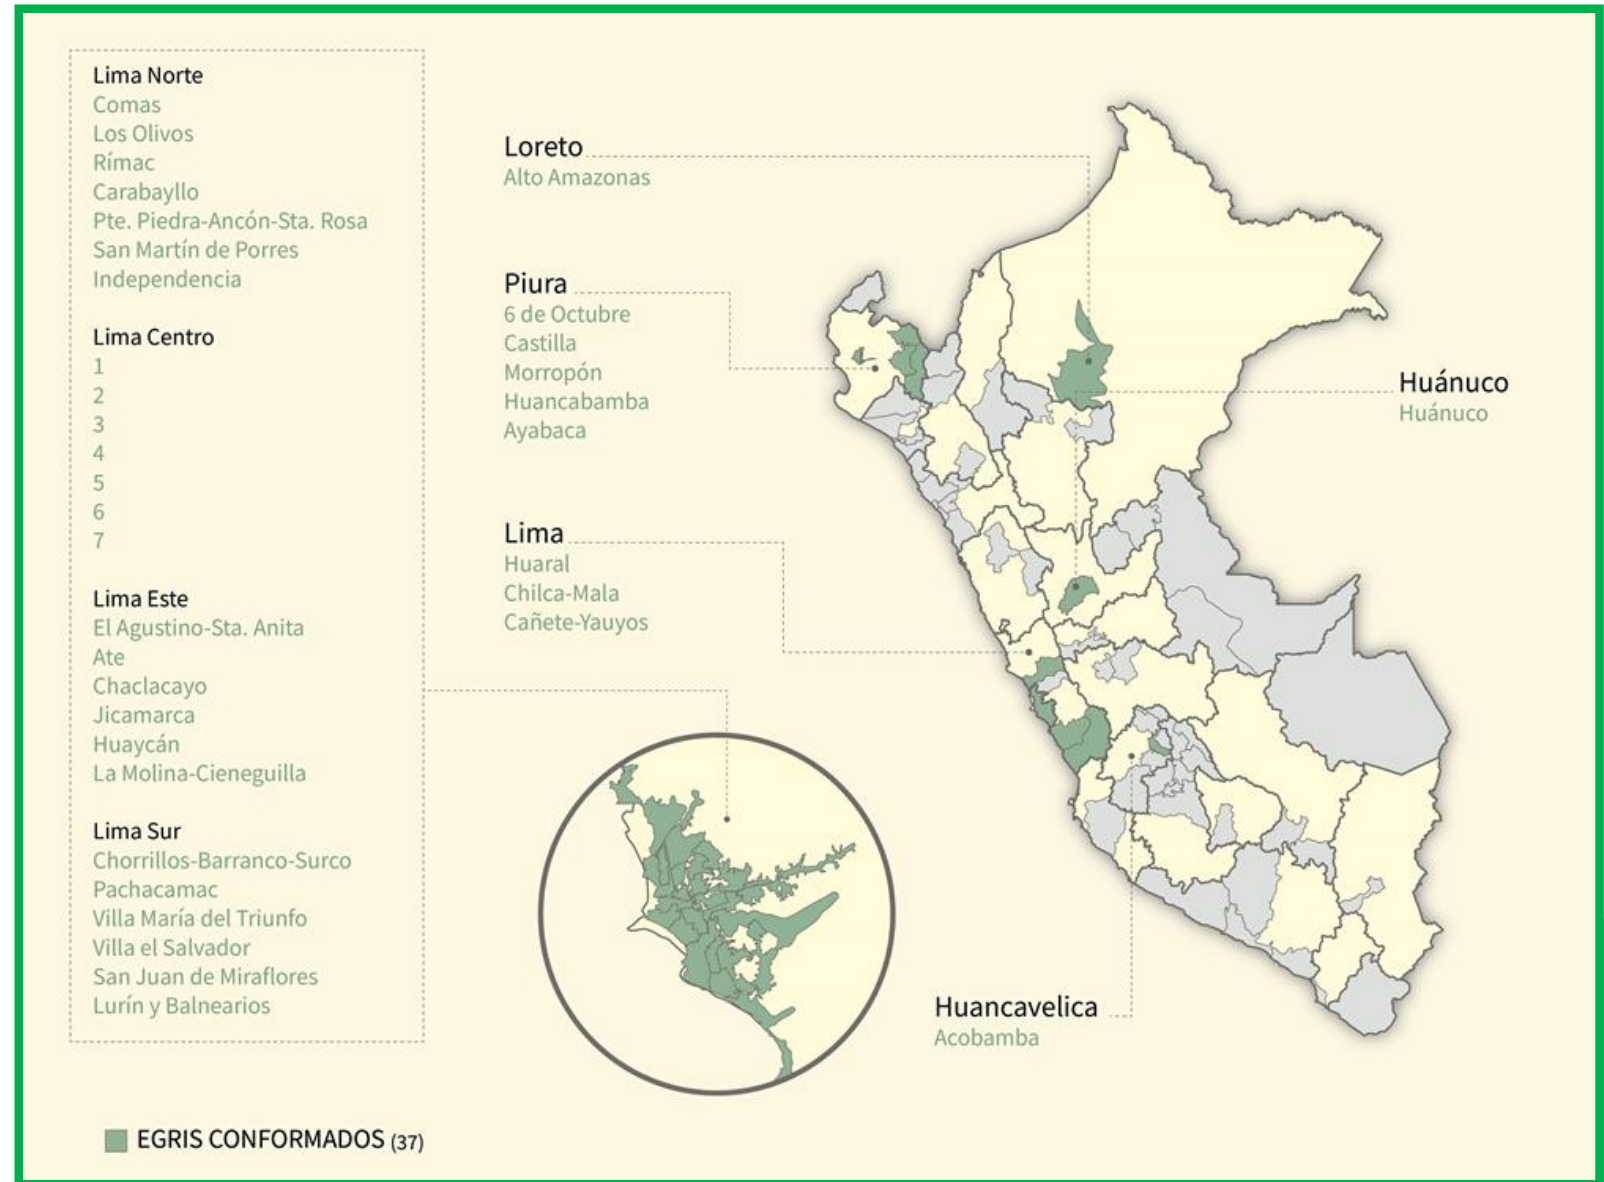 Lima Norte
Comas
Los Olivos
Rímac
Carabayllo
Pte. Piedra-Ancón-Sta. Rosa
San Martín de Porres
Independencia
Lima Centro
1
2
3
4
5
6
7
Lima Este
El Agustino-Sta. Anita
Ate
Chaclacayo
Jicamarca
Huaycán
La Molina-Cieneguilla
Lima Sur
Chorrillos-Barranco-Surco
Pachacamac
Villa María del Triunfo
Villa el Salvador
San Juan de Miraflores
Lurín y Balnearios
Loreto
Alto Amazonas
Piura
6 de Octubre
Castilla
Morropón
Huancabamba
Ayabaca
Lima
Huaral
Chilca-Mala
Cañete-Yauyos
Huánuco
Huánuco
Huancavelica
Acobamba
EGRIS CONFORMADOS (37)